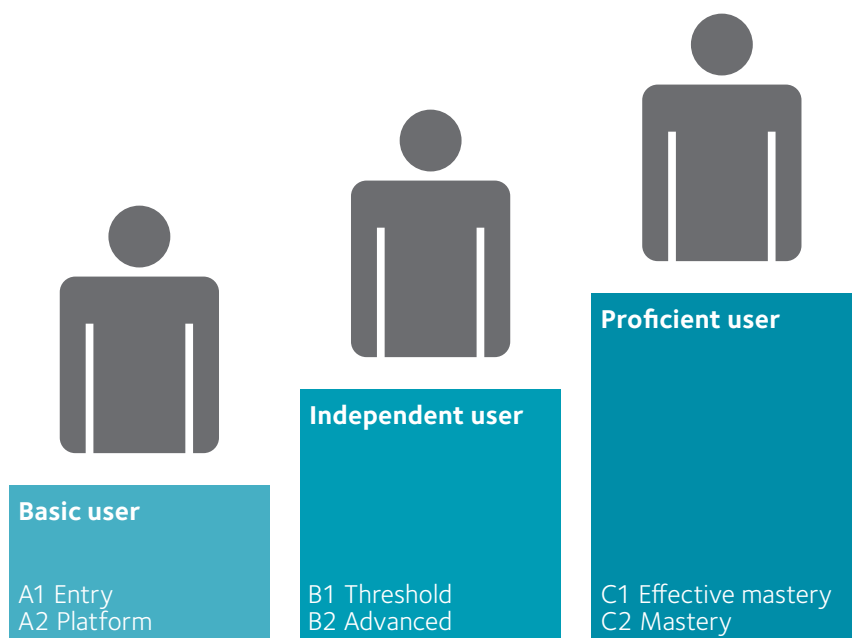 Basic user
A1 Entry
A2 Platform
Independent user
B1 Threshold
B2 Advanced
Proficient user
C1 Effective mastery
C2 Mastery